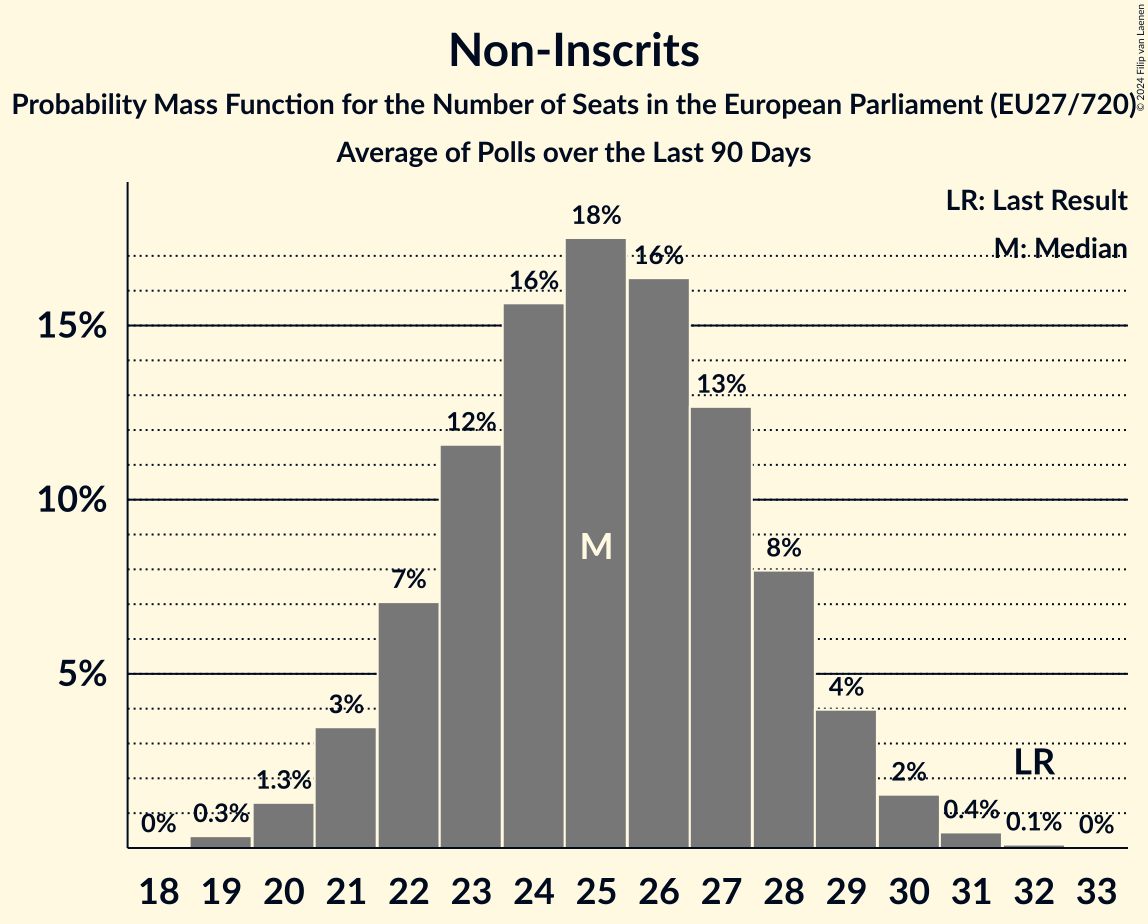 Non-Inscrits
Probability Mass Function for the Number of Seats in the European Parliament (EU27/720)
Average of Polls over the Last 90 Days
© 2024 Filip van Laenen
LR: Last Result
M: Median
15%
10%
5%
0%
0.3%
1.3%
3%
7%
12%
16%
18%
16%
13%
8%
4%
2%
0.4%
0.1%
0%
M
LR
18 19 20 21 22 23 24 25 26 27 28 29 30 31 32 33